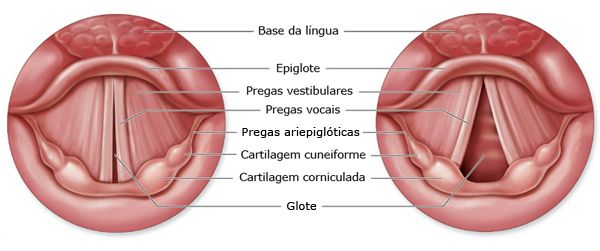 Base da língua
Epiglote
Pregas vestibulares
Pregas vocais
Pregas ariepiglóticas
Cartilagem cuneiforme
Cartilagem corniculada
Glote